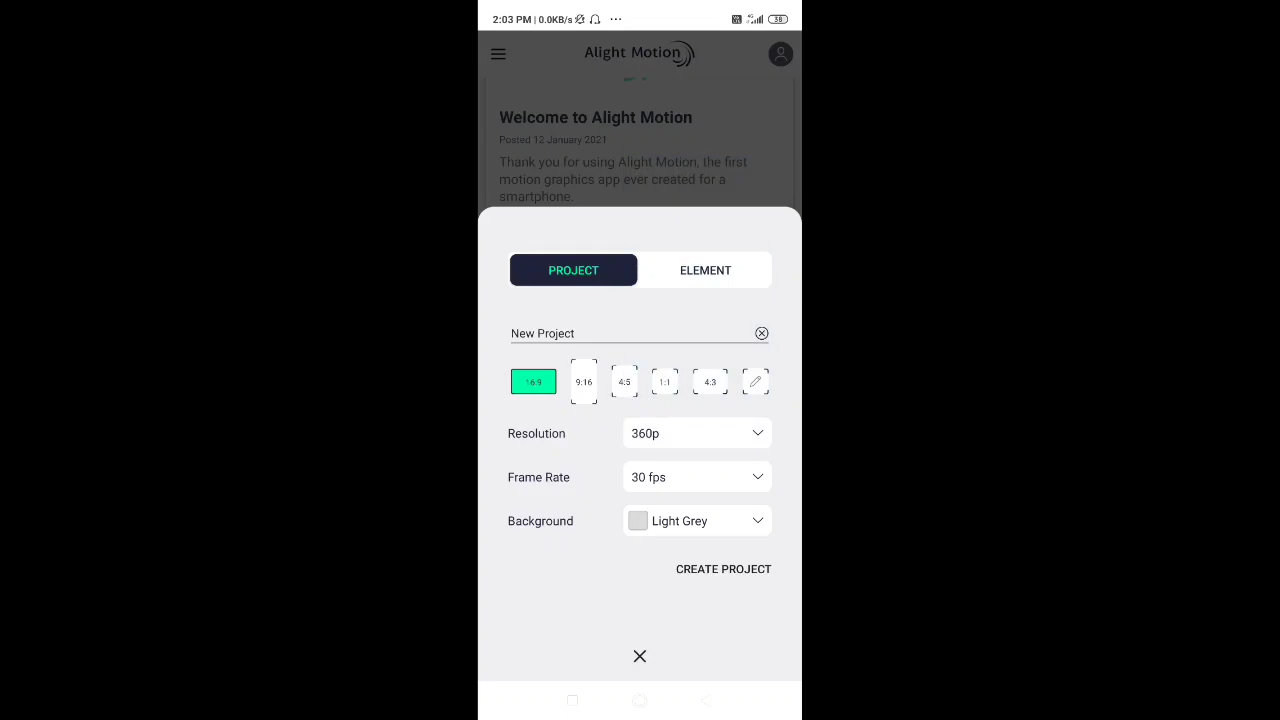 2:03 PM | 0.0KB/s
4G
38
Alight Motion
Welcome to Alight Motion
Posted 12 January 2021
Thank you for using Alight Motion, the first
motion graphics app ever created for a
smartphone.
PROJECT
ELEMENT
New Project
16:9
9:16
4:5
1:1
4:3
Resolution
360p
Frame Rate
30 fps
Background
Light Grey
CREATE PROJECT